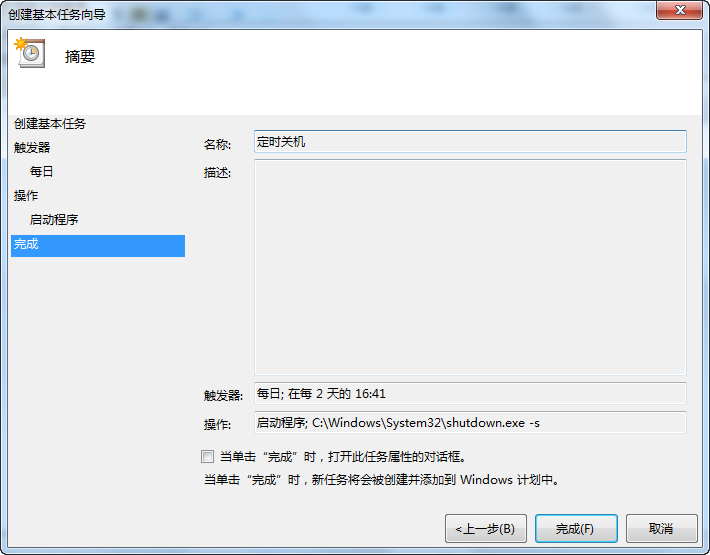 创建基本任务向导
摘要
创建基本任务
触发器
每日
操作
启动程序
完成
名称:
定时关机
描述:
触发器:
每日; 在每 2 天的 16:41
操作:
启动程序; C:\Windows\System32\shutdown.exe -s
当单击“完成”时，打开此任务属性的对话框。
当单击“完成”时，新任务将会被创建并添加到 Windows 计划中。
<上一步(B)
完成(F)
取消